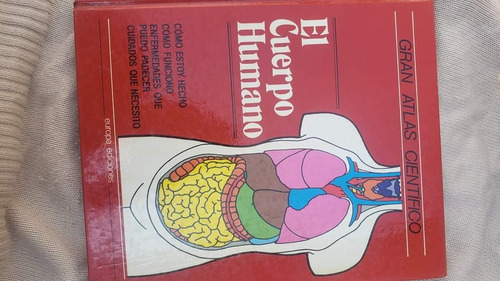 GRAN ATLAS CIENTIFICO
El
Cuerpo
Humano
COMO ESTOY HECHO
COMO FUNCIONO
ENFERMEDADES QUE
PUEDO PADECER
CUIDADOS QUE NECESITO
europa ediciones